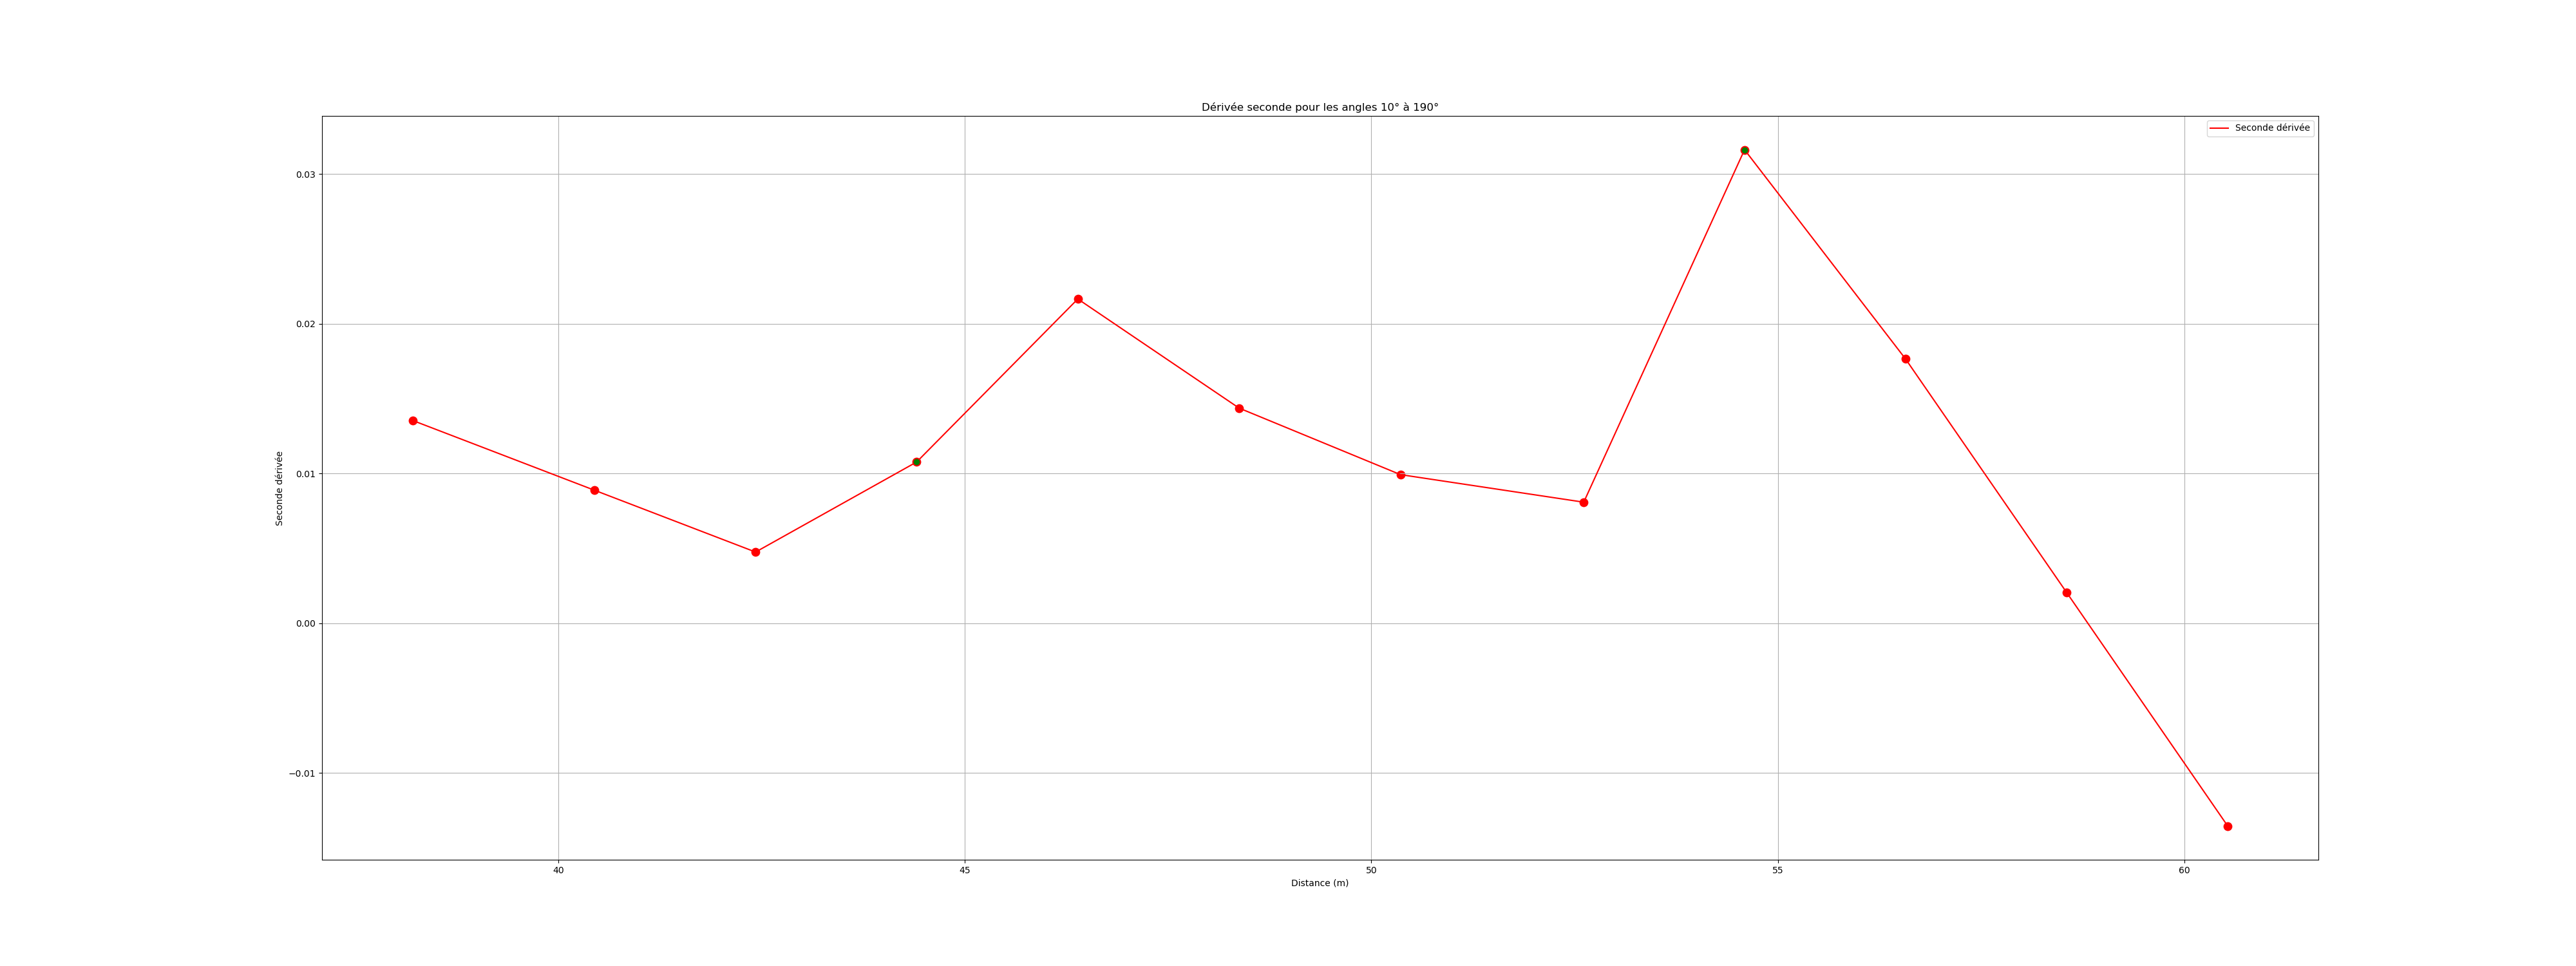 Dérivée seconde pour les angles 10° à 190°
Seconde dérivée
0.03
0.02
0.01
0.00
−0.01
Seconde dérivée
40
45
50
55
60
Distance (m)